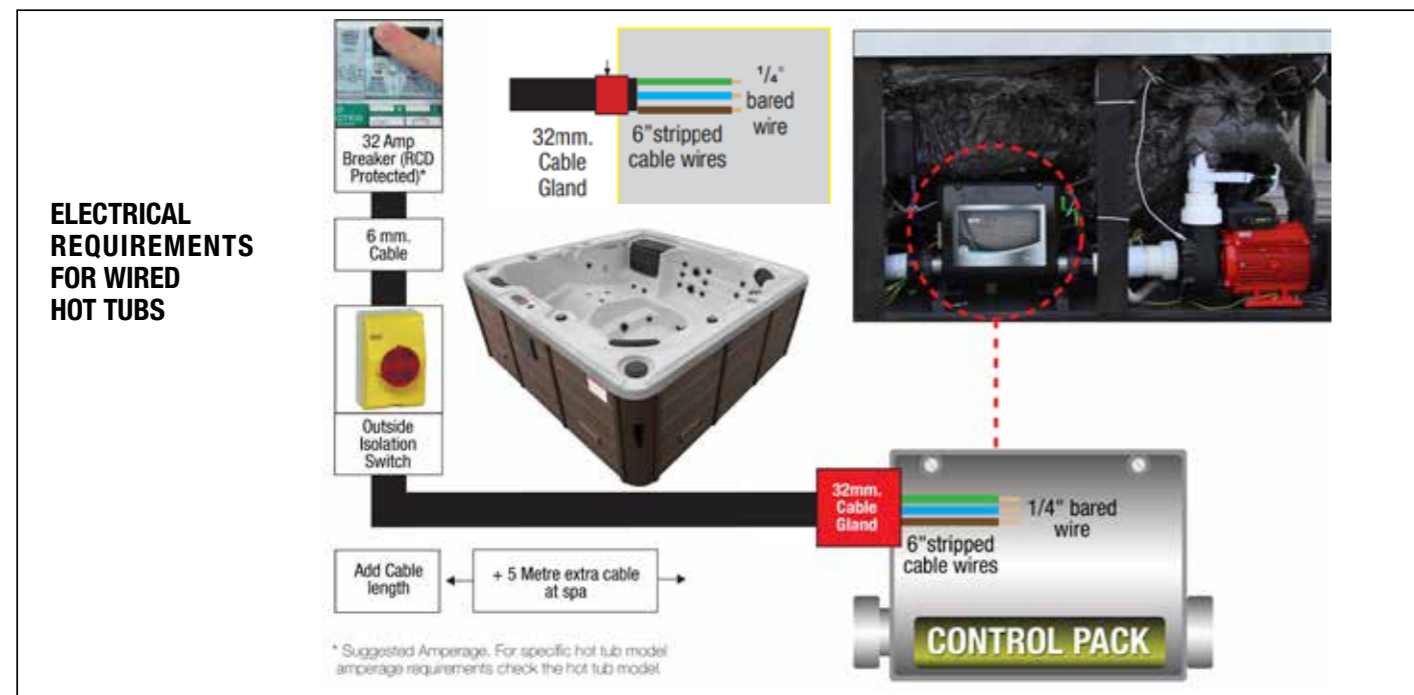 ELECTRICAL
REQUIREMENTS
FOR WIRED
HOT TUBS
32 Amp
Breaker (RCD
Protected)*
6 mm.
Cable
Outside
Isolation
Switch
Add Cable
length
+ 5 Metre extra cable
at spa
* Suggested Amperage. For specific hot tub model
amperage requirements check the hot tub model.
32mm.
Cable
Gland
6"stripped
cable wires
1/4"
bared
wire
32mm.
Cable
Gland
6"stripped
cable wires
1/4" bared
wire
CONTROL PACK